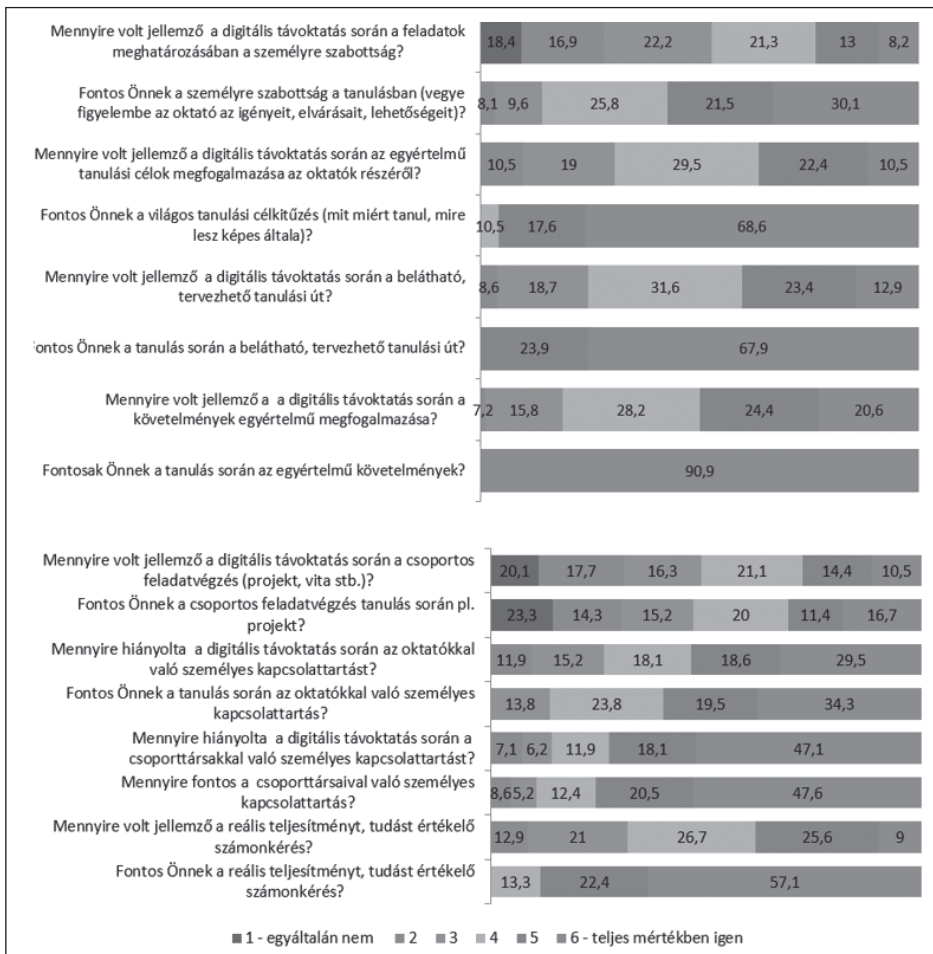 Mennyire volt jellemző a digitális távoktatás során a feladatok
meghatározásában a személyre szabottság?
18,4 16,9 22,2 21,3 13 8,2
Fontos Önnek a személyre szabottság a tanulásban (vegye
figyelembe az oktató az igényeit, elvárásait, lehetőségeit)?
8,1 9,6 25,8 21,5 30,1
Mennyire volt jellemző a digitális távoktatás során az egyértelmű
tanulási célok megfogalmazása az oktatók részéről?
10,5 19 29,5 22,4 10,5
Fontos Önnek a világos tanulási célkitűzés (mit miért tanul, mire
lesz képes általa)?
10,5 17,6 68,6
Mennyire volt jellemző a digitális távoktatás során a belátható,
tervezhető tanulási út?
8,6 18,7 31,6 23,4 12,9
Fontos Önnek a tanulás során a belátható, tervezhető tanulási út?
23,9 67,9
Mennyire volt jellemző a a digitális távoktatás során a
követelmények egyértelmű megfogalmazása?
7,2 15,8 28,2 24,4 20,6
Fontosak Önnek a tanulás során az egyértelmű követelmények?
90,9
Mennyire volt jellemző a digitális távoktatás során a csoportos
feladatvégzés (projekt, vita stb.)?
20,1 17,7 16,3 21,1 14,4 10,5
Fontos Önnek a csoportos feladatvégzés tanulás során pl.
projekt?
23,3 14,3 15,2 20 11,4 16,7
Mennyire hiányolta a digitális távoktatás során az oktatókkal
való személyes kapcsolattartást?
11,9 15,2 18,1 18,6 29,5
Fontos Önnek a tanulás során az oktatókkal való személyes
kapcsolattartás?
13,8 23,8 19,5 34,3
Mennyire hiányolta a digitális távoktatás során a
csoporttársakkal való személyes kapcsolattartást?
7,1 6,2 11,9 18,1 47,1
Mennyire fontos a csoporttársaival való személyes
kapcsolattartás?
8,6 5,2 12,4 20,5 47,6
Mennyire volt jellemző a reális teljesítményt, tudást értékelő
számonkérés?
12,9 21 26,7 25,6 9
Fontos Önnek a reális teljesítményt, tudást értékelő
számonkérés?
13,3 22,4 57,1
1 - egyáltalán nem 2 3 4 5 6 - teljes mértékben igen